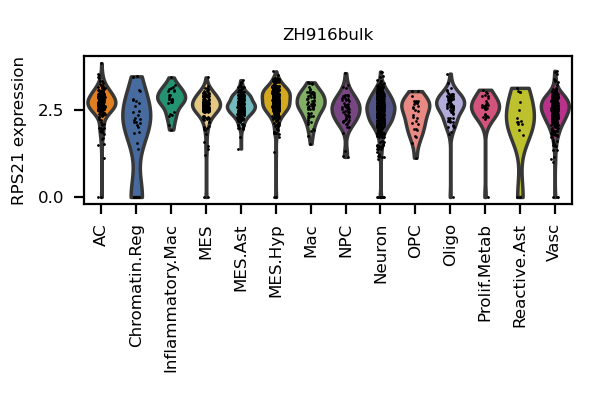 ZH916bulk
RPS21 expression
2.5
0.0
AC
Chromatin.Reg
Inflammatory.Mac
MES
MES.Ast
MES.Hyp
Mac
NPC
Neuron
OPC
Oligo
Prolif.Metab
Reactive.Ast
Vasc